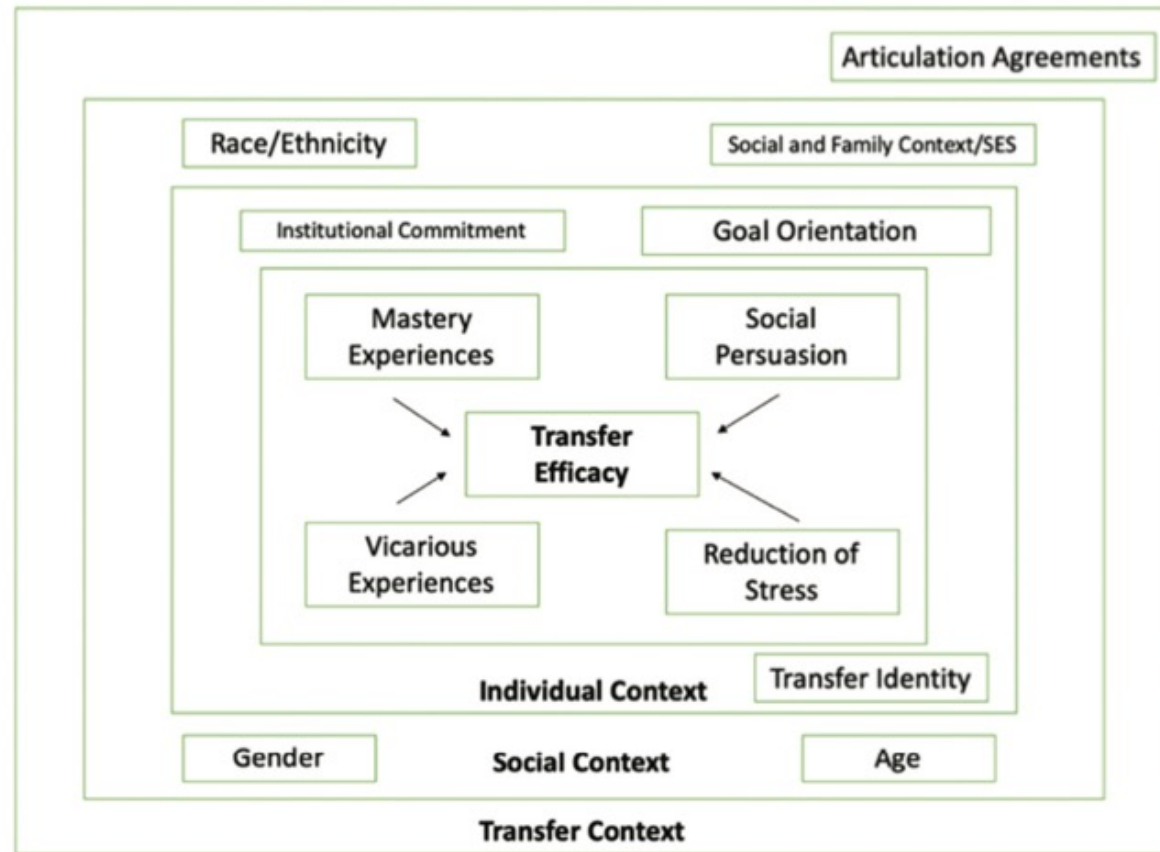 Articulation Agreements
Race/Ethnicity
Social and Family Context/SES
Institutional Commitment
Goal Orientation
Mastery
Experiences
Social
Persuasion
Transfer
Efficacy
Vicarious
Experiences
Reduction of
Stress
Transfer Identity
Individual Context
Gender
Social Context
Age
Transfer Context